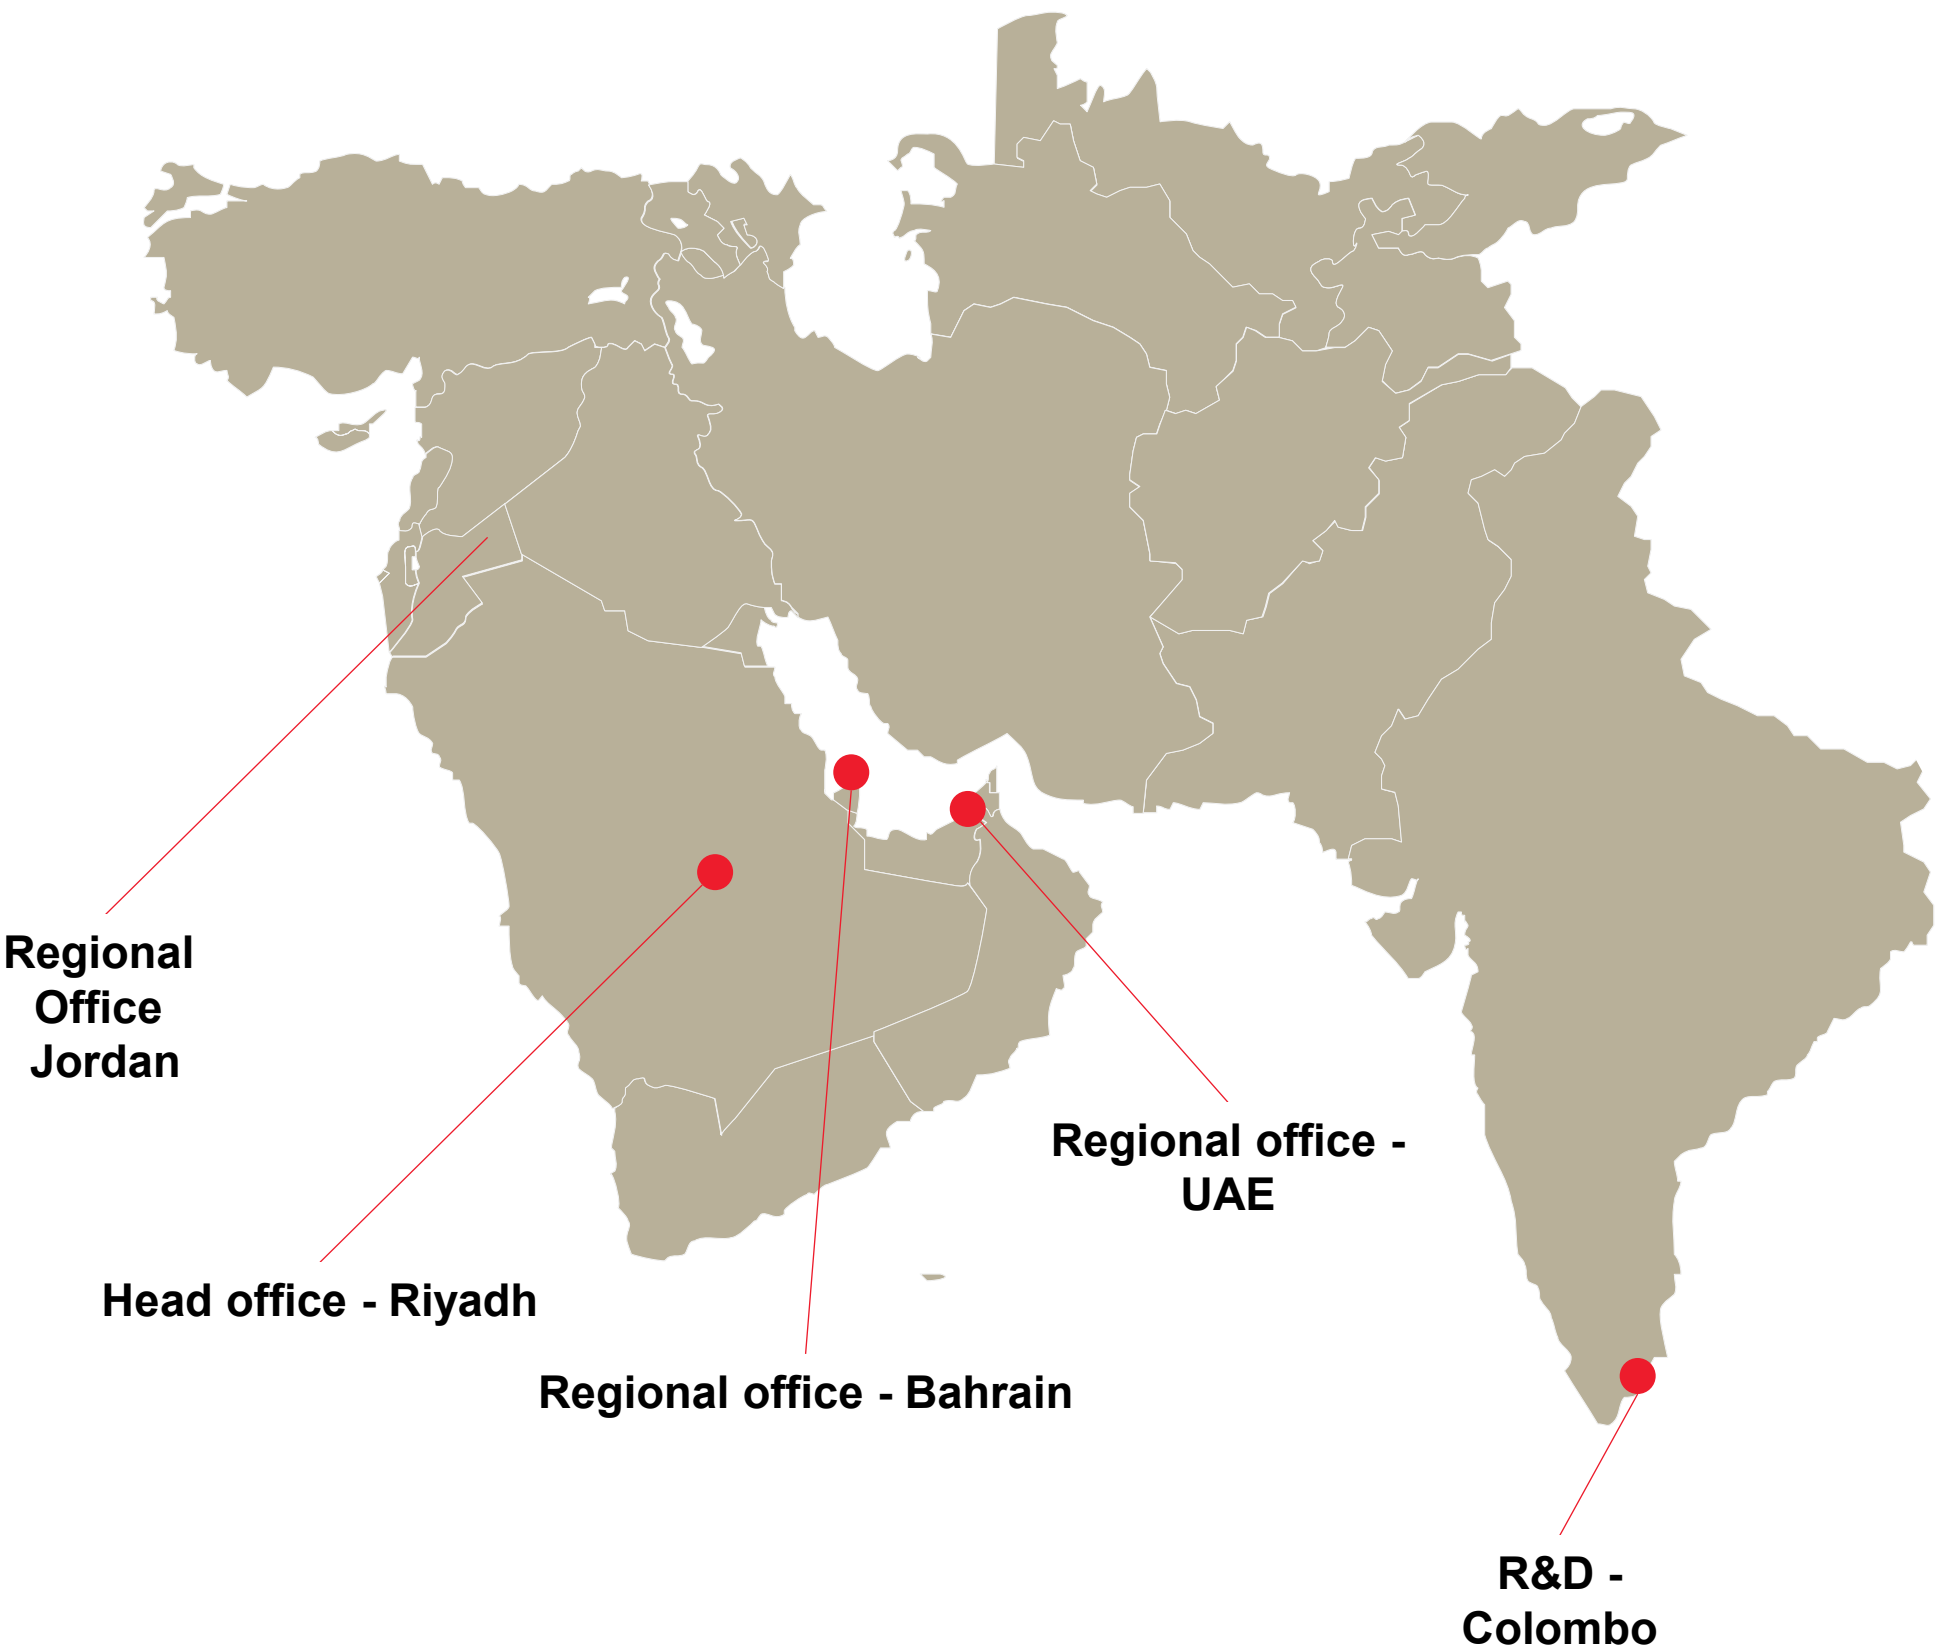 Regional
Office
Jordan
Regional office -
UAE
Head office - Riyadh
Regional office - Bahrain
R&D -
Colombo